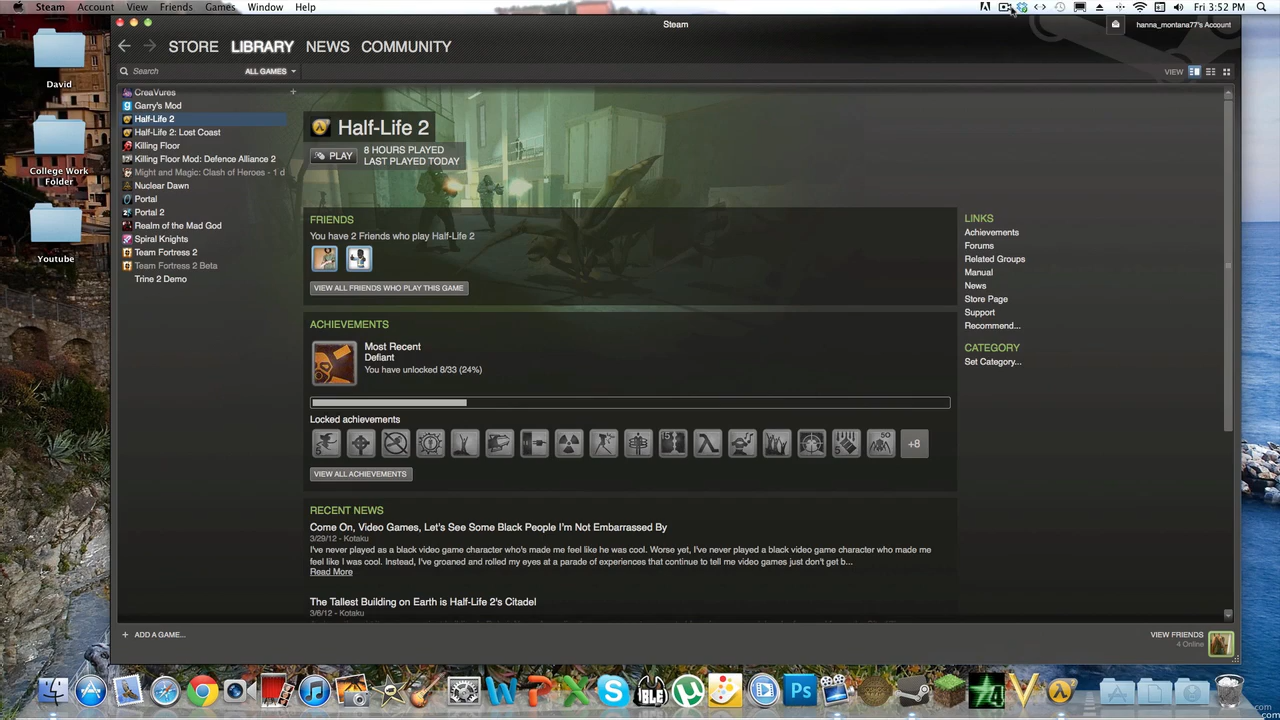 Steam Account View Friends Games Window Help
Fri 3:52 PM
Steam
hanna_montana77's Account
STORE LIBRARY NEWS COMMUNITY
Search
ALL GAMES
VIEW
David
College Work
Folder
Youtube
CreaVures
Garry's Mod
Half-Life 2
Half-Life 2: Lost Coast
Killing Floor
Killing Floor Mod: Defence Alliance 2
Might and Magic: Clash of Heroes - 1 d
Nuclear Dawn
Portal
Portal 2
Realm of the Mad God
Spiral Knights
Team Fortress 2
Team Fortress 2 Beta
Trine 2 Demo
Half-Life 2
PLAY
8 HOURS PLAYED
LAST PLAYED TODAY
FRIENDS
You have 2 Friends who play Half-Life 2
VIEW ALL FRIENDS WHO PLAY THIS GAME
ACHIEVEMENTS
Most Recent
Defiant
You have unlocked 8/33 (24%)
Locked achievements
+8
VIEW ALL ACHIEVEMENTS
RECENT NEWS
Come On, Video Games, Let's See Some Black People I'm Not Embarrassed By
3/29/12 - Kotaku
I've never played as a black video game character who's made me feel like he was cool. Worse yet, I've never played a black video game character who made me
feel like I was cool. Instead, I've groaned and rolled my eyes at a parade of experiences that continue to tell me video games just don't get b...
Read More
The Tallest Building on Earth is Half-Life 2's Citadel
3/6/12 - Kotaku
LINKS
Achievements
Forums
Related Groups
Manual
News
Store Page
Support
Recommend...
CATEGORY
Set Category...
+ ADD A GAME...
VIEW FRIENDS
4 Online
Ps
BLE
.com
.com